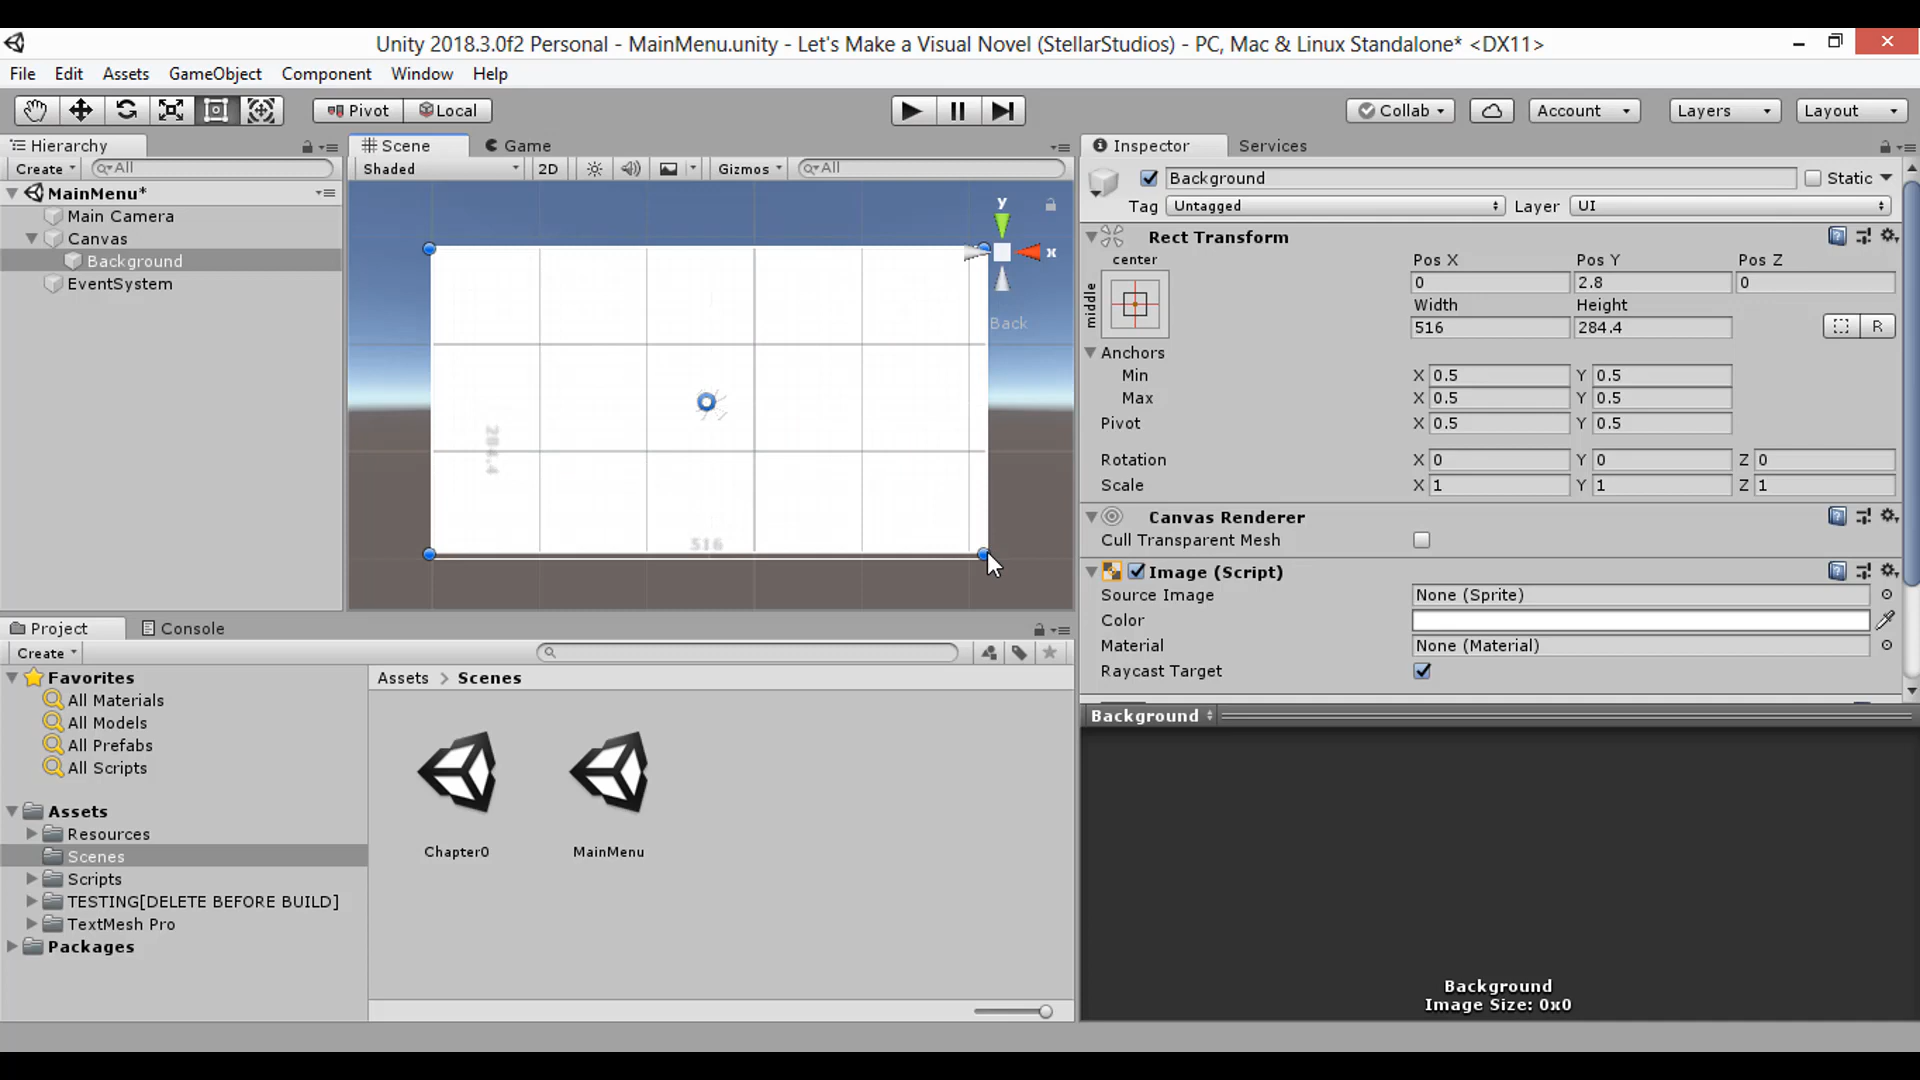 Unity 2018.3.0f2 Personal - MainMenu.unity - Let's Make a Visual Novel (StellarStudios) - PC, Mac & Linux Standalone* <DX11>
File Edit Assets GameObject Component Window Help
Pivot Local Collab Account Layers Layout
Hierarchy
Create All
MainMenu*
Main Camera
Canvas
Background
EventSystem
Scene Game
Shaded 2D Gizmos All
y
x
Back
284.4
516
Inspector Services
Background Static
Tag Untagged Layer UI
Rect Transform
center
middle
Pos X Pos Y Pos Z
0 2.8 0
Width Height
516 284.4 R
Anchors
Min X 0.5 Y 0.5
Max X 0.5 Y 0.5
Pivot X 0.5 Y 0.5
Rotation X 0 Y 0 Z 0
Scale X 1 Y 1 Z 1
Canvas Renderer
Cull Transparent Mesh
Image (Script)
Source Image None (Sprite)
Color
Material None (Material)
Raycast Target
Background
Background
Image Size: 0x0
Project Console
Create
Favorites
All Materials
All Models
All Prefabs
All Scripts
Assets
Resources
Scenes
Scripts
TESTING[DELETE BEFORE BUILD]
TextMesh Pro
Packages
Assets > Scenes
Chapter0 MainMenu